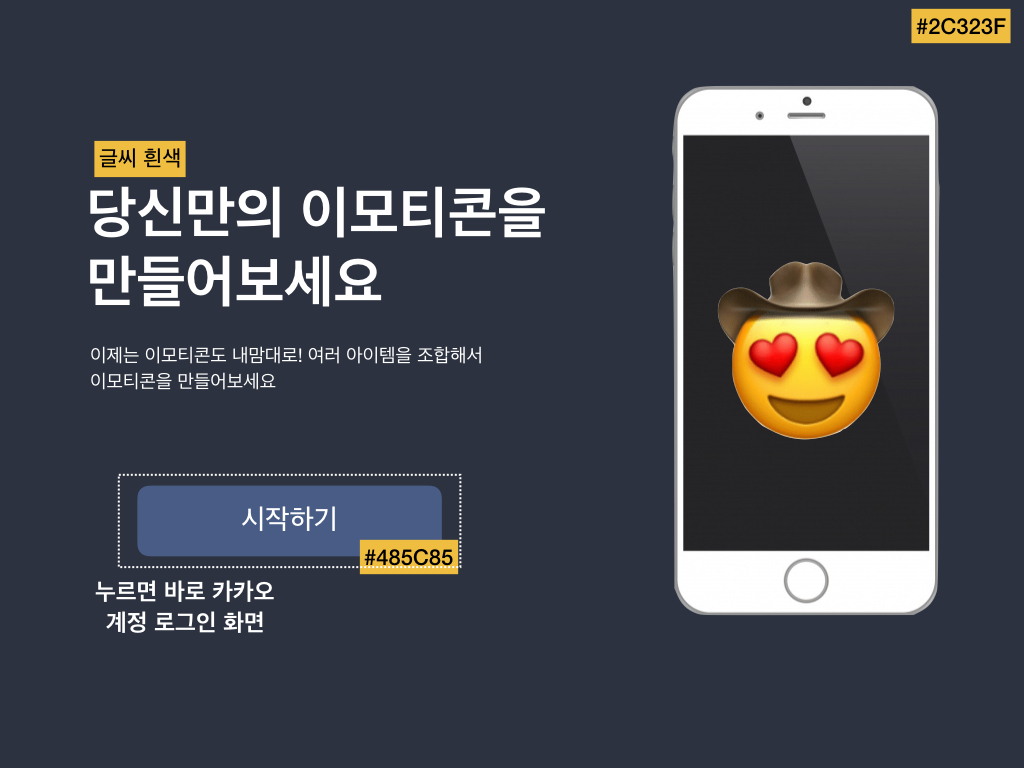 #2C323F
글씨 흰색
당신만의 이모티콘을
만들어보세요
이제는 이모티콘도 내맘대로! 여러 아이템을 조합해서
이모티콘을 만들어보세요
시작하기
#485C85
누르면 바로 카카오
계정 로그인 화면